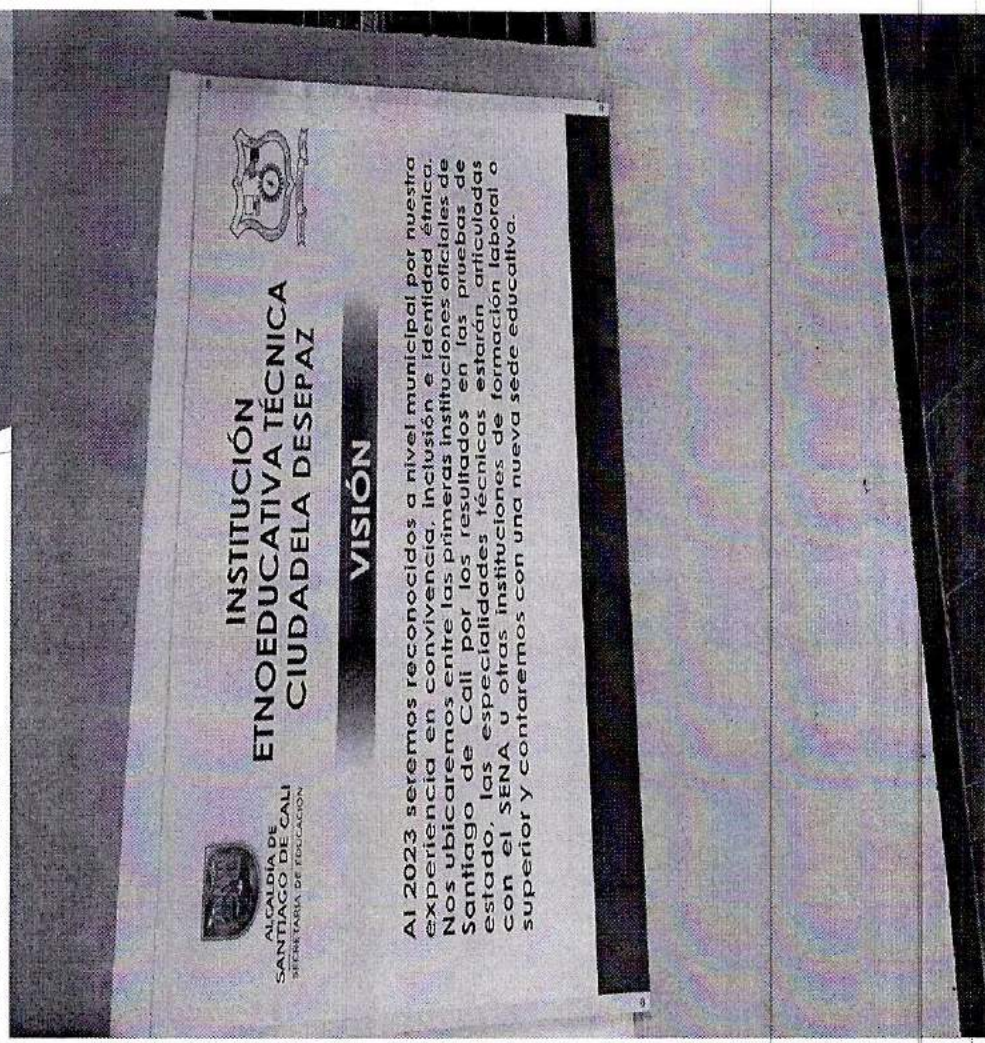 ALCALDÍA DE
SANTIAGO DE CALI
SECRETARÍA DE EDUCACIÓN
INSTITUCIÓN
ETNOEDUCATIVA TÉCNICA
CIUDADELA DESEPAZ
VISIÓN
Al 2023 seremos reconocidos a nivel municipal por nuestra
experiencia en convivencia, inclusión e identidad étnica.
Nos ubicaremos entre las primeras instituciones oficiales de
Santiago de Cali por los resultados en las pruebas de
estado, las especialidades técnicas estarán articuladas
con el SENA u otras instituciones de formación laboral o
superior y contaremos con una nueva sede educativa.